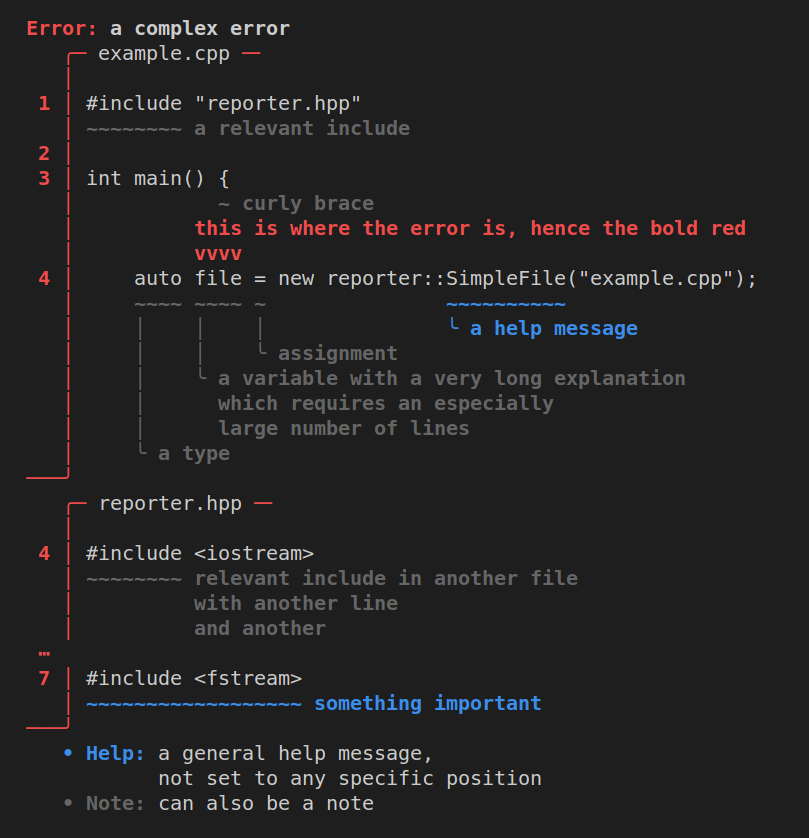 Error: a complex error
╭─ example.cpp ─
│
1 │ #include "reporter.hpp"
│ ~~~~~~~~ a relevant include
2 │
3 │ int main() {
│            ~ curly brace
│          this is where the error is, hence the bold red
│          vvvv
4 │     auto file = new reporter::SimpleFile("example.cpp");
│     ~~~~ ~~~~ ~               ~~~~~~~~~~
│     │    │    │               ╰ a help message
│     │    │    ╰ assignment
│     │    ╰ a variable with a very long explanation
│     │      which requires an especially
│     │      large number of lines
│     ╰ a type
───╯
╭─ reporter.hpp ─
│
4 │ #include <iostream>
│ ~~~~~~~~ relevant include in another file
│          with another line
│          and another
…
7 │ #include <fstream>
│ ~~~~~~~~~~~~~~~~~~ something important
───╯
• Help: a general help message,
not set to any specific position
• Note: can also be a note